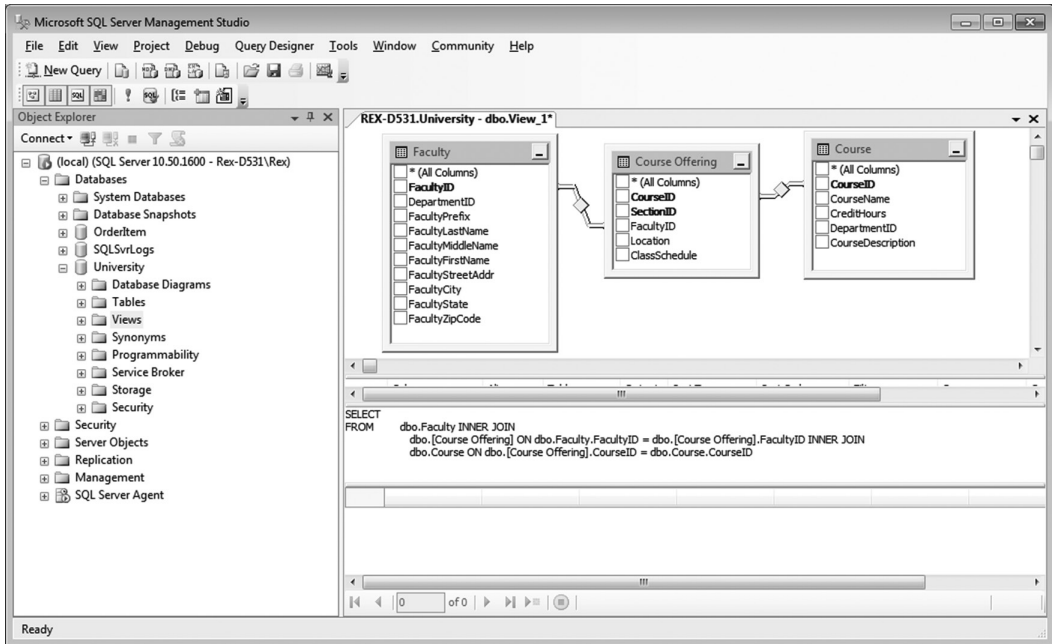 Microsoft SQL Server Management Studio
File Edit View Project Debug Query Designer Tools Window Community Help
New Query
Object Explorer
Connect
(local) (SQL Server 10.50.1600 - Rex-D531\Rex)
Databases
System Databases
Database Snapshots
OrderItem
SQLSvrLogs
University
Database Diagrams
Tables
Views
Synonyms
Programmability
Service Broker
Storage
Security
Security
Server Objects
Replication
Management
SQL Server Agent
REX-D531.University - dbo.View_1*
Faculty
* (All Columns)
FacultyID
DepartmentID
FacultyPrefix
FacultyLastName
FacultyMiddleName
FacultyFirstName
FacultyStreetAddr
FacultyCity
FacultyState
FacultyZipCode
Course Offering
* (All Columns)
CourseID
SectionID
FacultyID
Location
ClassSchedule
Course
* (All Columns)
CourseID
CourseName
CreditHours
DepartmentID
CourseDescription
SELECT
FROM dbo.Faculty INNER JOIN
dbo.[Course Offering] ON dbo.Faculty.FacultyID = dbo.[Course Offering].FacultyID INNER JOIN
dbo.Course ON dbo.[Course Offering].CourseID = dbo.Course.CourseID
0 of 0
Ready